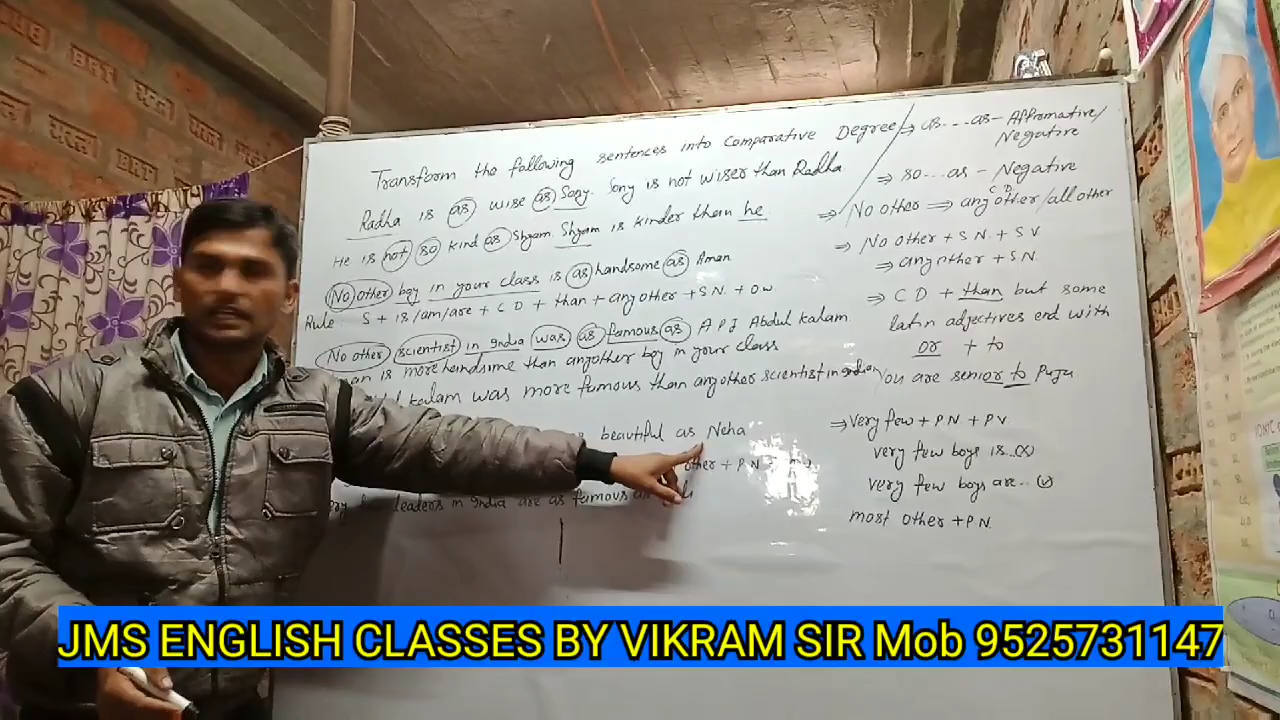 Transform the following sentences into Comparative Degree
Radha is as wise as Sony. Sony is not wiser than Radha
He is not so kind as Shyam. Shyam is kinder than he
No other boy in your class is as handsome as Aman
Rule: S + is/am/are + C D + than + any other + S N. + O w
No other scientist in India was as famous as A P J Abdul kalam.
is more handsome than any other boy in your class
kalam was more famous than any other scientist in Indian
beautiful as Neha
other + P N
leaders in India are as famous as
⇒ as...as - Affromative/
Negative
⇒ so...as - Negative
C D
⇒ No other ⇒ any other/all other
⇒ No other + S N. + S V
⇒ any other + S N.
⇒ C D + than but some
latin adjectives end with
or + to
You are senior to Puja
⇒ Very few + P N + P V
very few boys is..(x)
very few boys are..(v)
most other + P N.
JMS ENGLISH CLASSES BY VIKRAM SIR Mob 9525731147